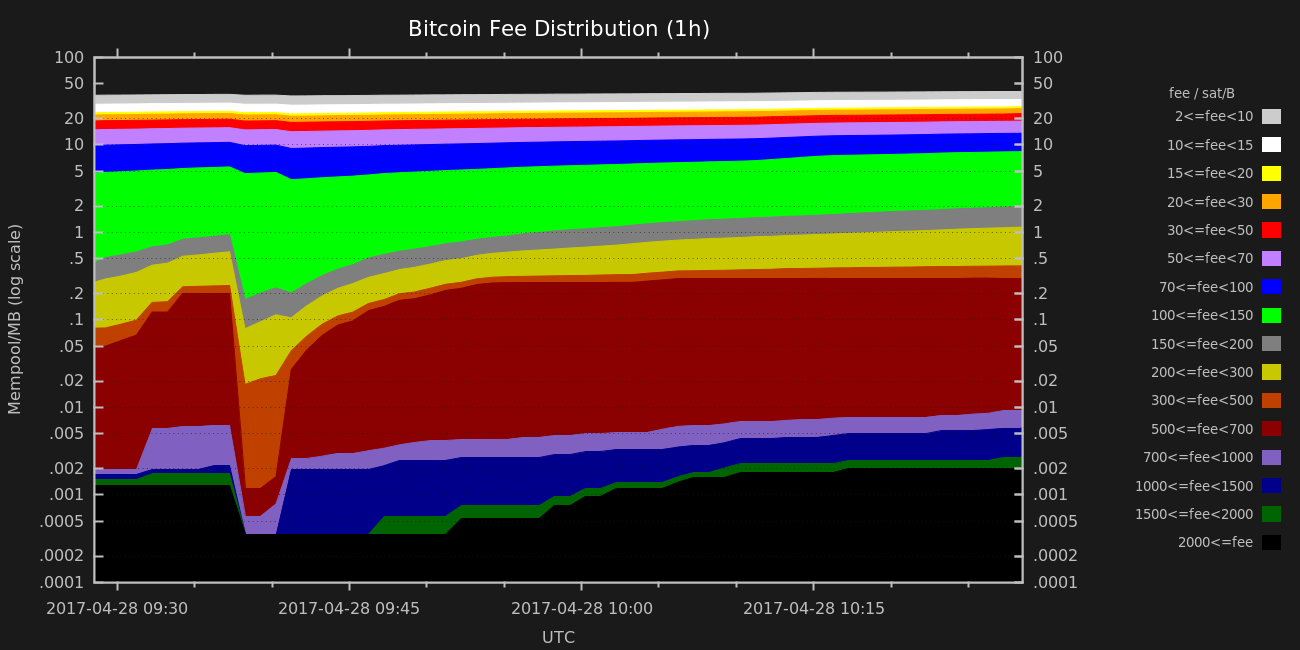 Bitcoin Fee Distribution (1h)
Mempool/MB (log scale)
100
50
20
10
5
2
1
.5
.2
.1
.05
.02
.01
.005
.002
.001
.0005
.0002
.0001
100
50
20
10
5
2
1
.5
.2
.1
.05
.02
.01
.005
.002
.001
.0005
.0002
.0001
2017-04-28 09:30 2017-04-28 09:45 2017-04-28 10:00 2017-04-28 10:15
UTC
fee / sat/B
2<=fee<10
10<=fee<15
15<=fee<20
20<=fee<30
30<=fee<50
50<=fee<70
70<=fee<100
100<=fee<150
150<=fee<200
200<=fee<300
300<=fee<500
500<=fee<700
700<=fee<1000
1000<=fee<1500
1500<=fee<2000
2000<=fee